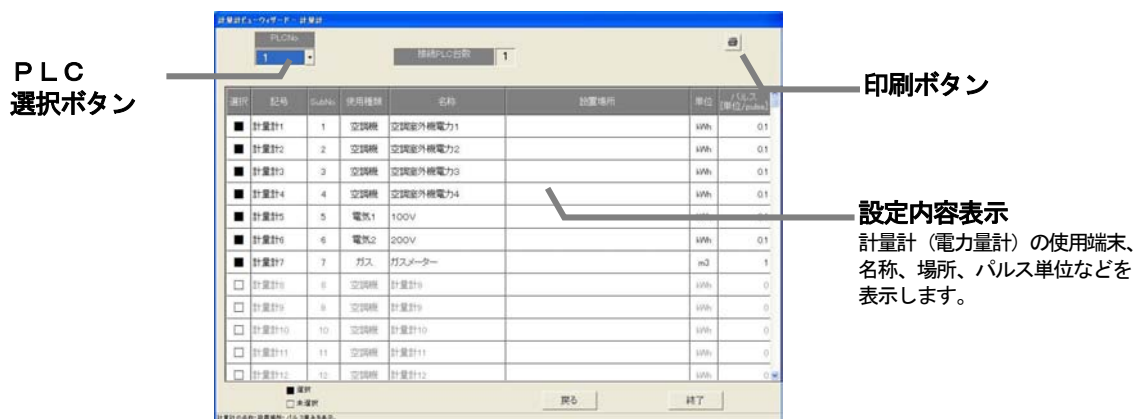 計量計ビューウィザード - 計量計
PLCNo.
1
接続PLC台数 1
PLC
選択ボタン
印刷ボタン
選択 記号 SubNo. 使用種類 名称 設置場所 単位 パルス
[単位/pulse]
■ 計量計1 1 空調機 空調室外機電力1 kWh 0.1
■ 計量計2 2 空調機 空調室外機電力2 kWh 0.1
■ 計量計3 3 空調機 空調室外機電力3 kWh 0.1
■ 計量計4 4 空調機 空調室外機電力4 kWh 0.1
■ 計量計5 5 電気1 100V
■ 計量計6 6 電気2 200V kWh 0.1
■ 計量計7 7 ガス ガスメーター m3 1
□ 計量計8 8 空調機 計量計8 kWh 0
□ 計量計9 9 空調機 計量計9 kWh 0
□ 計量計10 10 空調機 計量計10 kWh 0
□ 計量計11 11 空調機 計量計11 kWh 0
□ 計量計12 12 空調機 計量計12 kWh 0
設定内容表示
計量計（電力量計）の使用端末、
名称、場所、パルス単位などを
表示します。
■ 選択
□ 未選択
戻る 終了